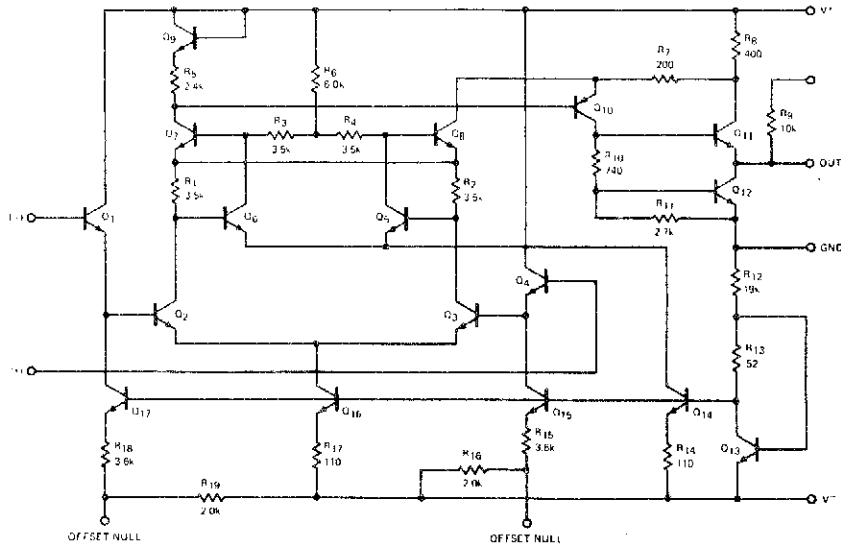 V+
Q9
R5
2.4k
R6
6.0k
R7
200
R8
400
Q7
R3
3.5k
R4
3.5k
Q8
Q10
Q11
R9
10k
R10
740
OUT
R1
3.5k
Q6
Q5
R2
3.5k
Q12
R11
2.7k
Q1
GND
Q2
Q3
Q4
R12
19k
R13
52
Q17
Q16
Q15
Q14
R18
3.6k
R17
110
R15
3.6k
R16
2.0k
R14
110
Q13
R19
2.0k
V−
OFFSET NULL
OFFSET NULL